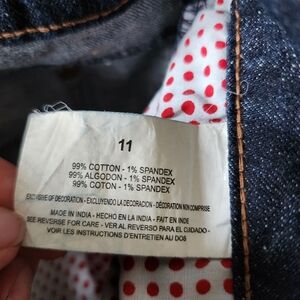 11
99% COTTON - 1% SPANDEX
99% ALGODON - 1% SPANDEX
99% COTON - 1% SPANDEX
EXCLUSIVE OF DECORATION - EXCLUYENDO LA DECORACION - DÉCORATION NON COMPRISE
MADE IN INDIA - HECHO EN LA INDIA - FAIT EN INDE
SEE REVERSE FOR CARE - VER AL REVERSO PARA EL CUIDADO -
VOIR LES INSTRUCTIONS D'ENTRETIEN AU DOS